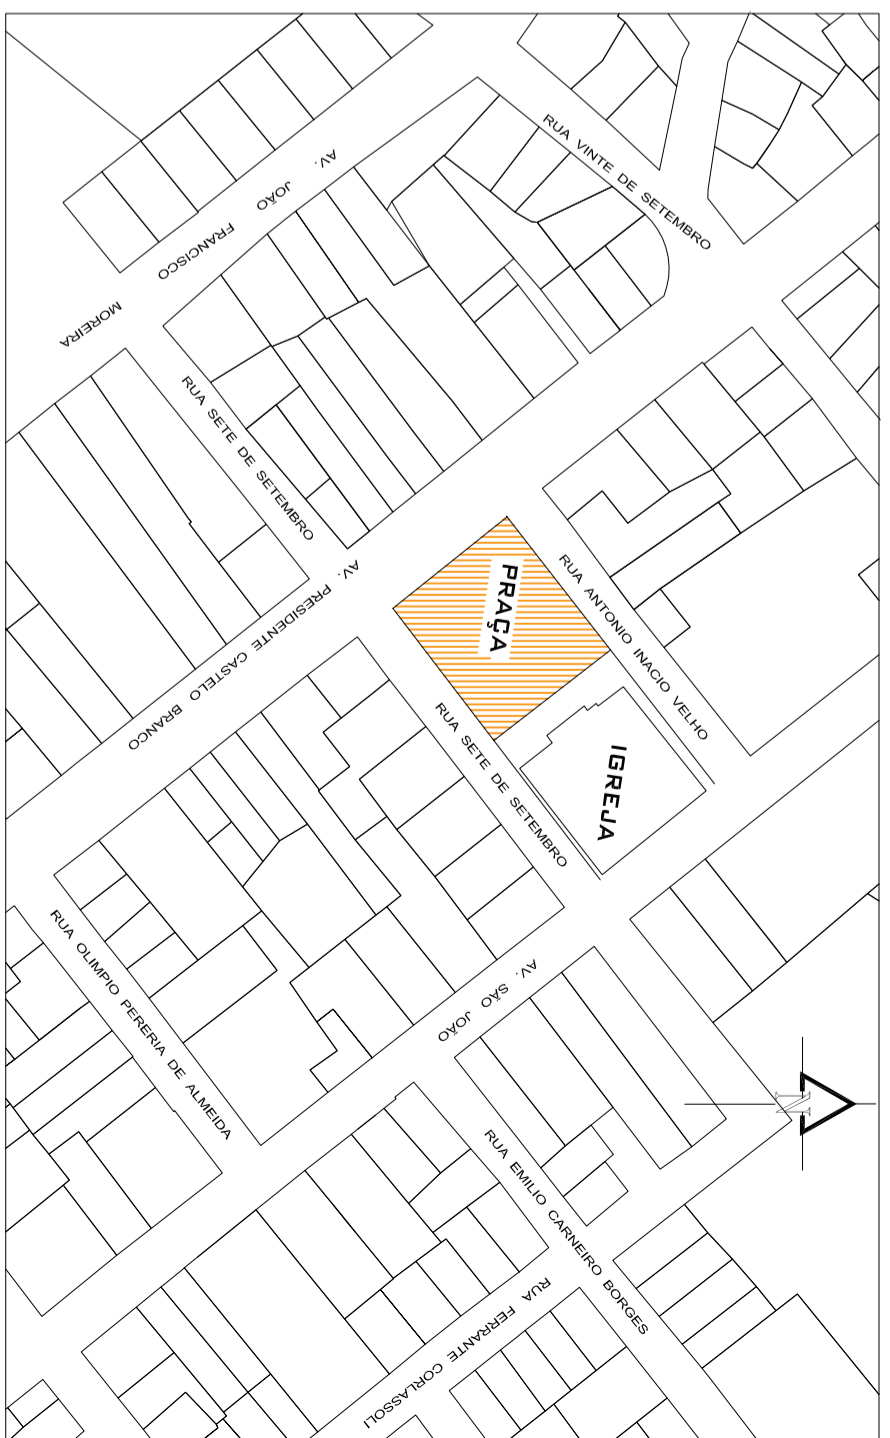 RUA VINTE DE SETEMBRO
AV. JOÃO FRANCISCO MOREIRA
RUA SETE DE SETEMBRO
AV. PRESIDENTE CASTELO BRANCO
PRAÇA
RUA ANTONIO INACIO VELHO
IGREJA
RUA SETE DE SETEMBRO
RUA OLIMPIO PERERIA DE ALMEIDA
AV. SÃO JOÃO
N
RUA EMILIO CARNEIRO BORGES
RUA FERRANTE CORLASSOLI